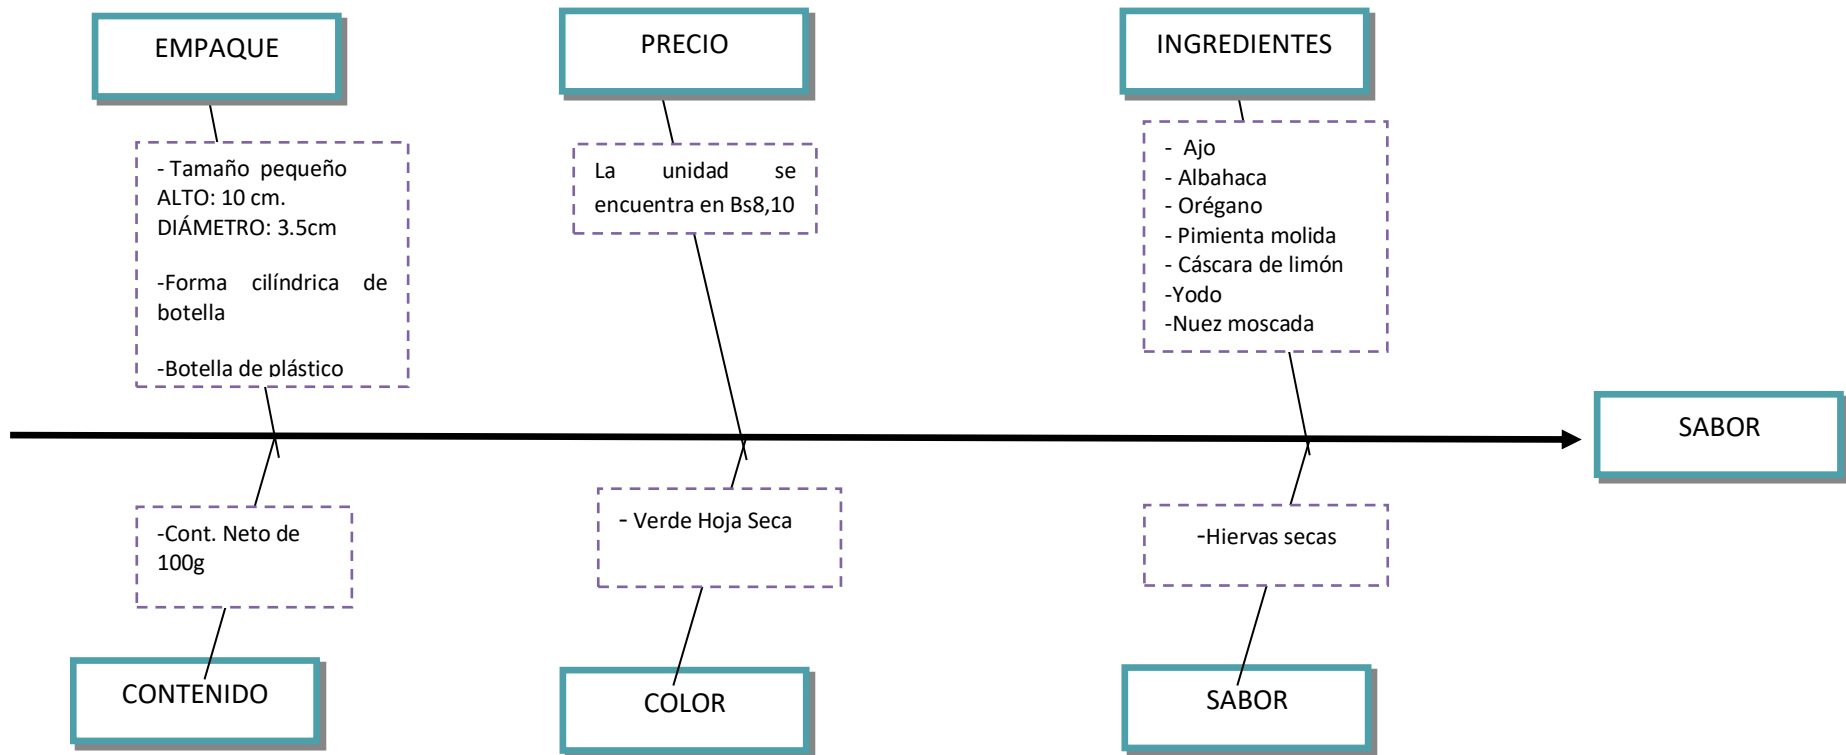 EMPAQUE
PRECIO
INGREDIENTES
- Tamaño pequeño
ALTO: 10 cm.
DIÁMETRO: 3.5cm
-Forma cilíndrica de
botella
-Botella de plástico
La unidad se
encuentra en Bs8,10
- Ajo
- Albahaca
- Orégano
- Pimienta molida
- Cáscara de limón
-Yodo
-Nuez moscada
SABOR
-Cont. Neto de
100g
- Verde Hoja Seca
-Hiervas secas
CONTENIDO
COLOR
SABOR